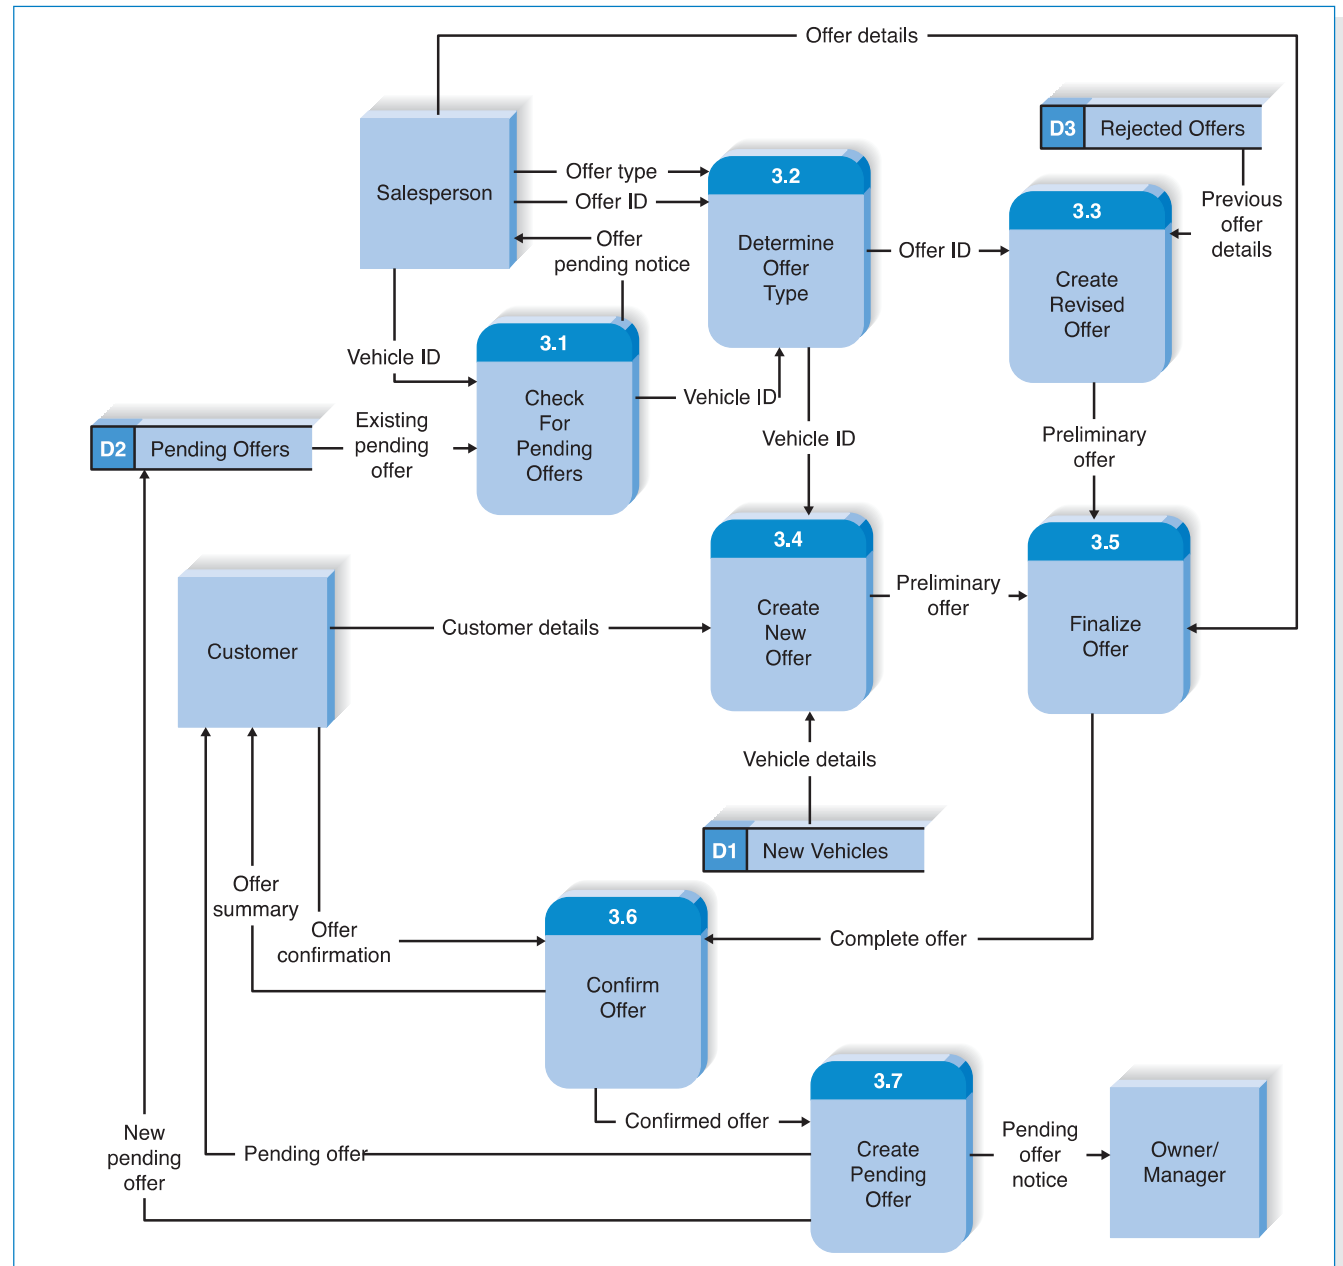 Offer details
D3
Rejected Offers
Salesperson
Offer type
Offer ID
Offer
pending notice
3.2
Determine
Offer
Type
Offer ID
3.3
Create
Revised
Offer
Previous
offer
details
Vehicle ID
3.1
Check
For
Pending
Offers
Vehicle ID
Vehicle ID
Preliminary
offer
D2
Pending Offers
Existing
pending
offer
3.4
Create
New
Offer
Preliminary
offer
3.5
Finalize
Offer
Customer
Customer details
Vehicle details
D1
New Vehicles
Offer
summary
Offer
confirmation
3.6
Confirm
Offer
Complete offer
Confirmed offer
3.7
Create
Pending
Offer
Pending
offer
notice
Owner/
Manager
New
pending
offer
Pending offer